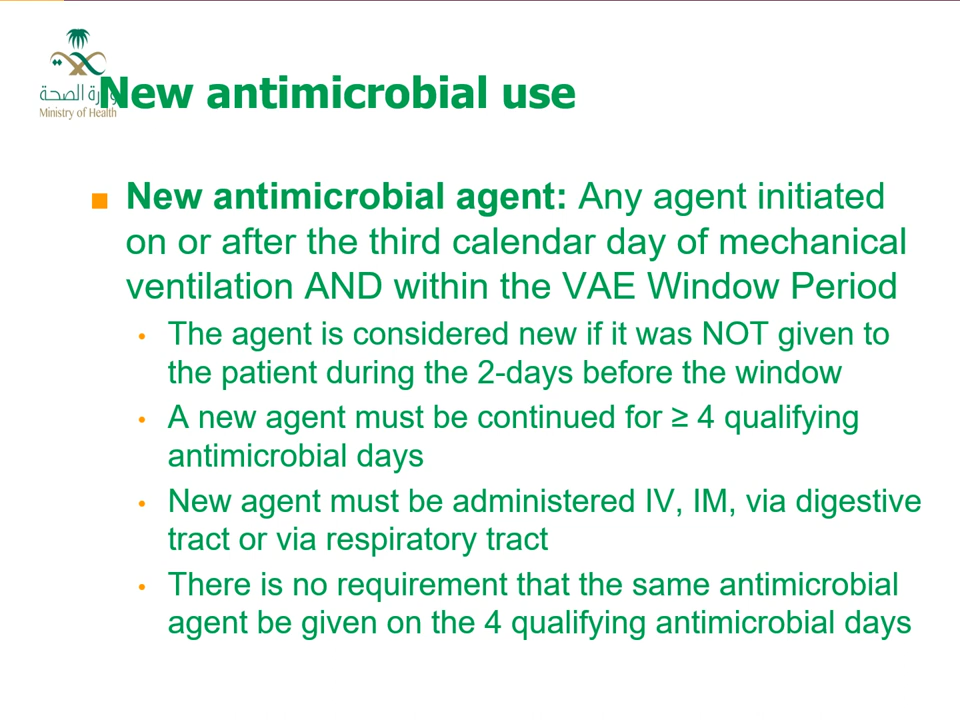 New antimicrobial use
وزارة الصحة
Ministry of Health
■ New antimicrobial agent: Any agent initiated
on or after the third calendar day of mechanical
ventilation AND within the VAE Window Period
• The agent is considered new if it was NOT given to
the patient during the 2-days before the window
• A new agent must be continued for ≥ 4 qualifying
antimicrobial days
• New agent must be administered IV, IM, via digestive
tract or via respiratory tract
• There is no requirement that the same antimicrobial
agent be given on the 4 qualifying antimicrobial days